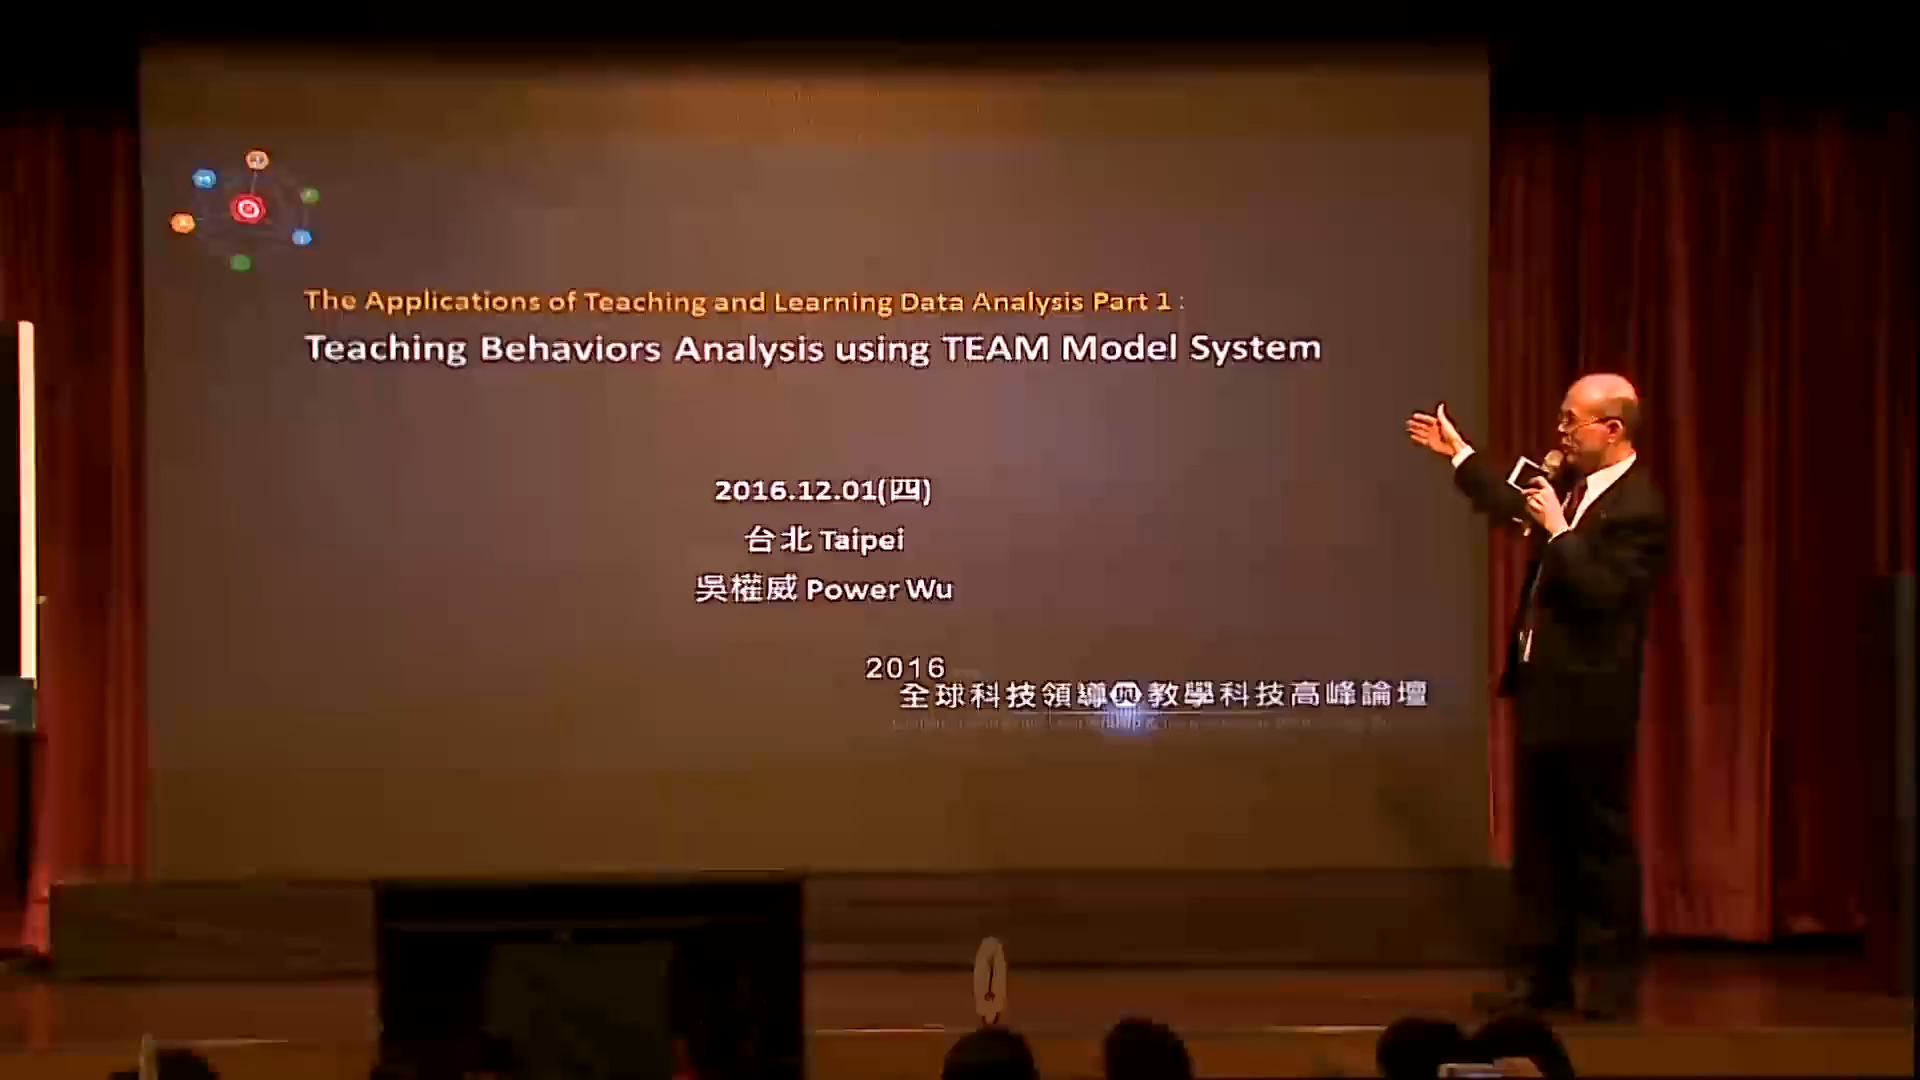 The Applications of Teaching and Learning Data Analysis Part 1 :
Teaching Behaviors Analysis using TEAM Model System
2016.12.01(四)
台北 Taipei
吳權威 Power Wu
2016
全球科技領導與教學科技高峰論壇